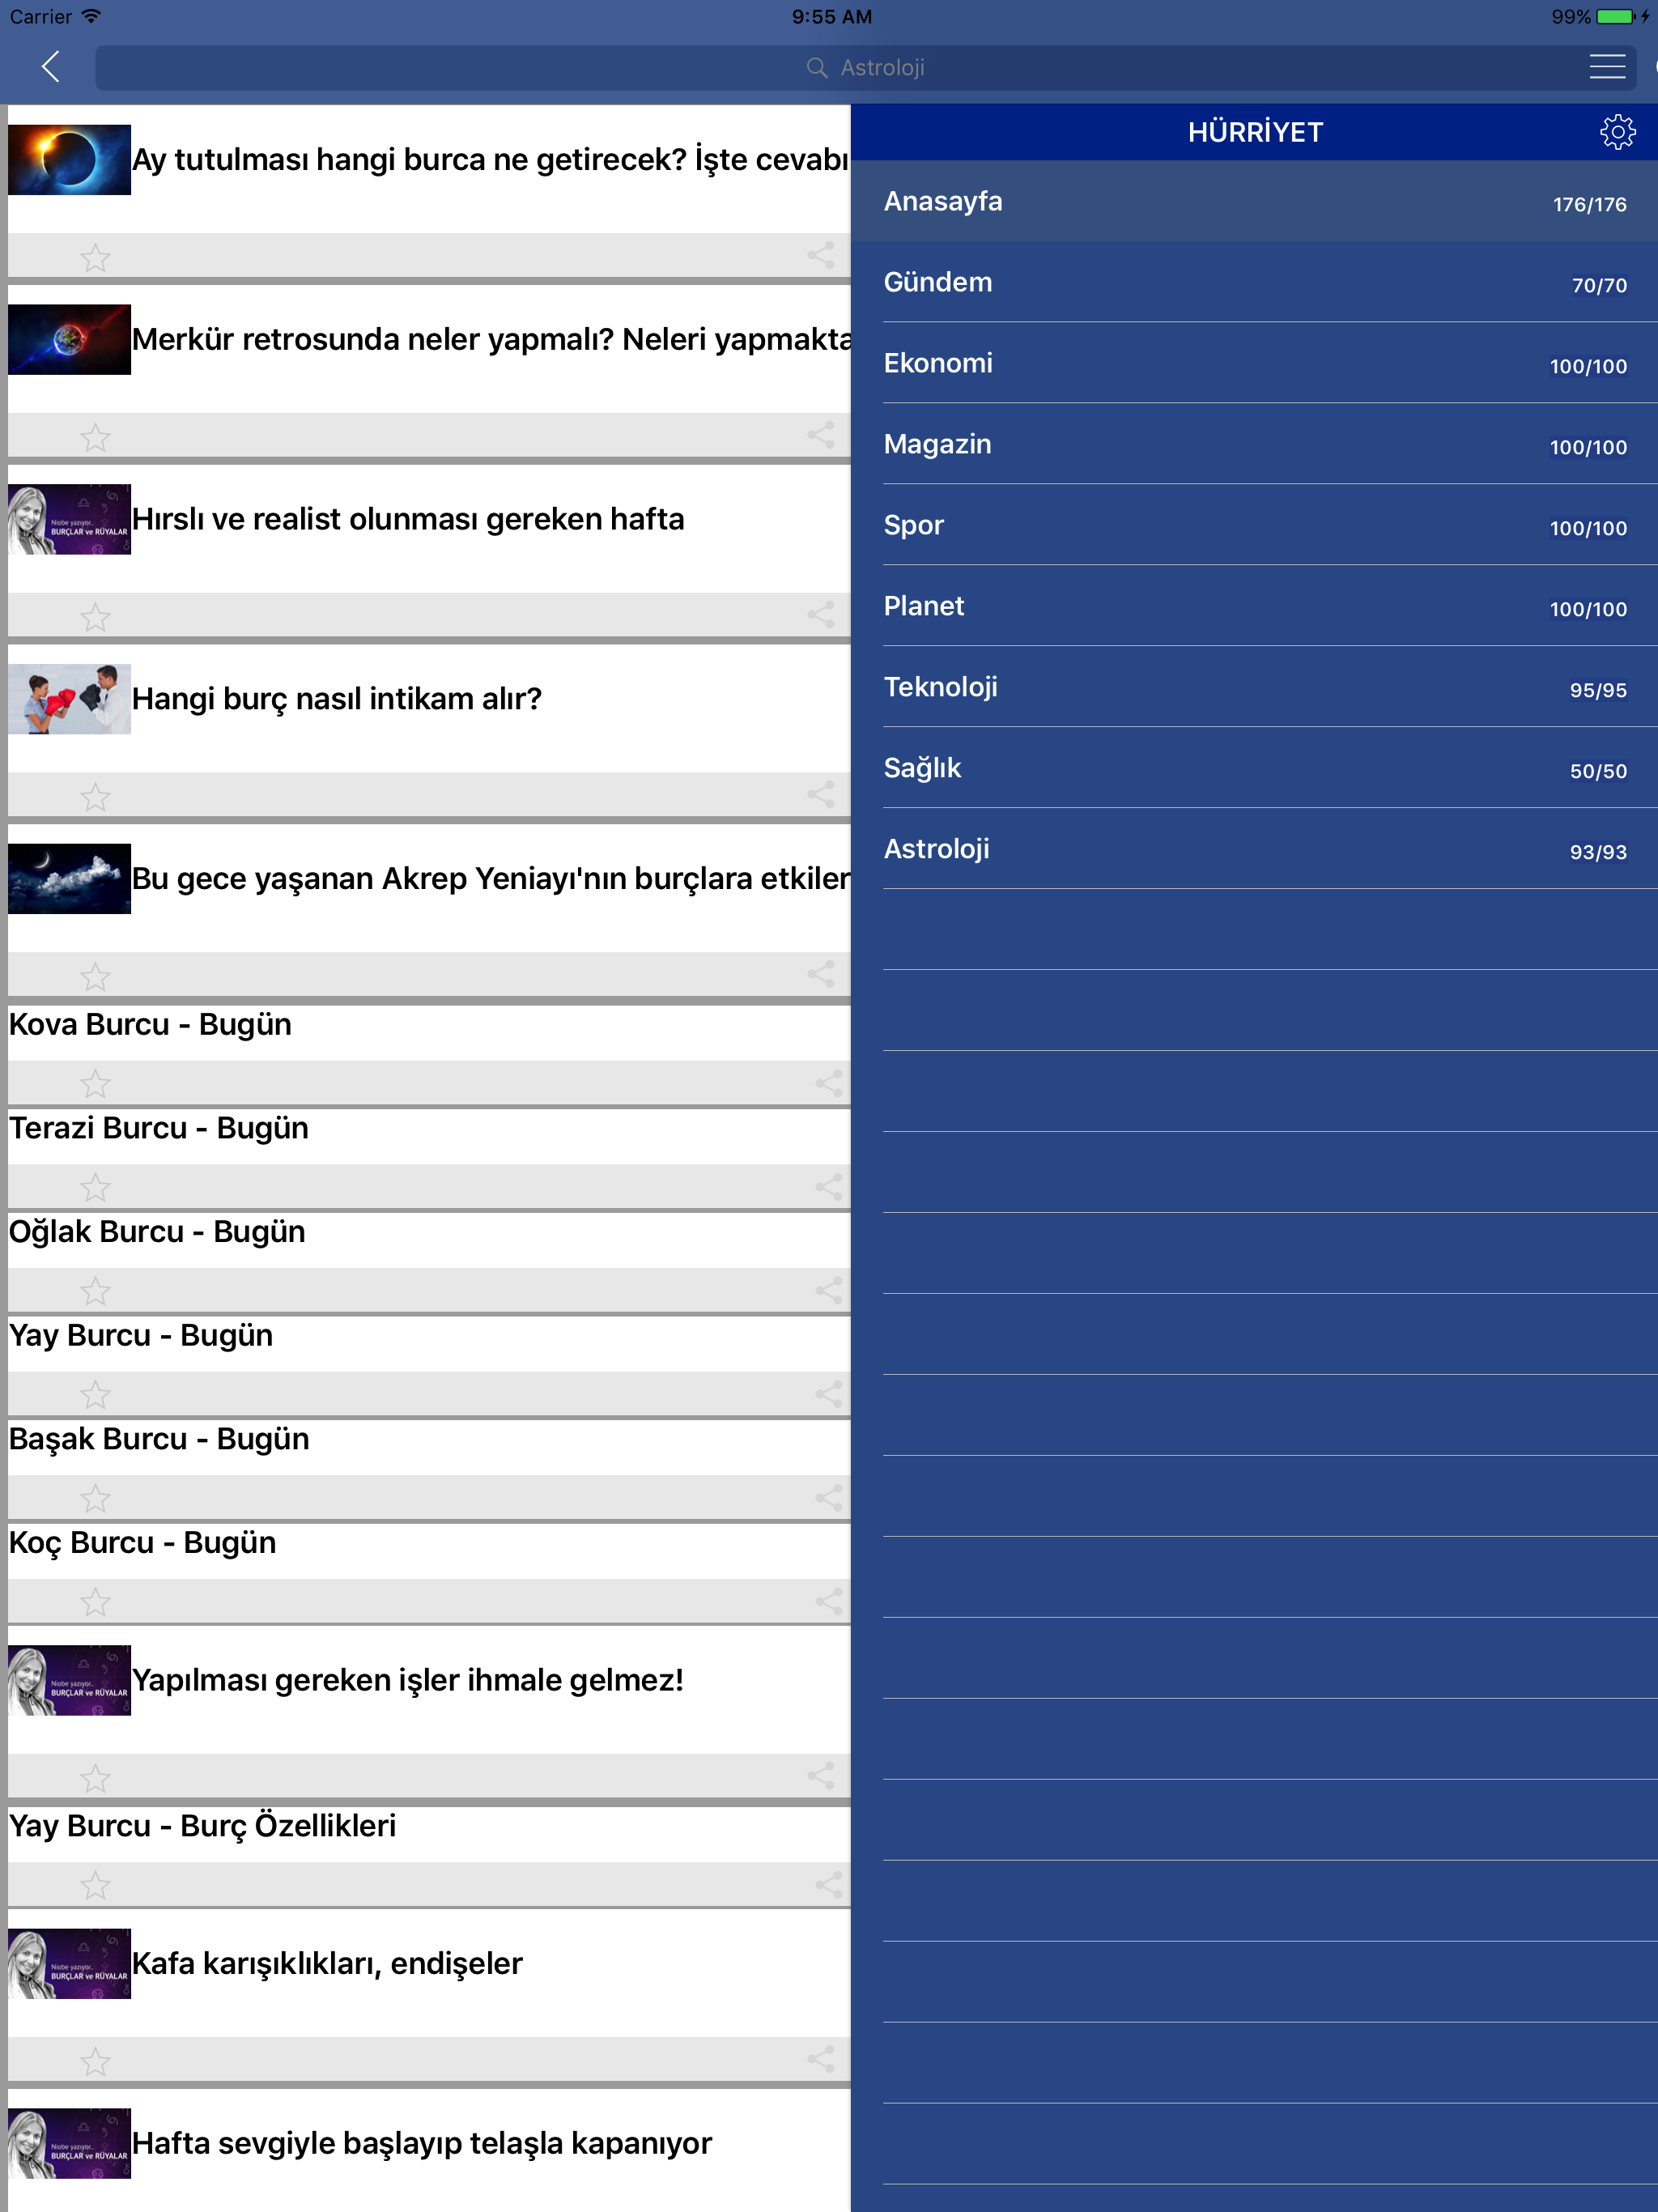 Carrier
9:55 AM
99%
Astroloji
Ay tutulması hangi burca ne getirecek? İşte cevabı
Merkür retrosunda neler yapmalı? Neleri yapmakta
Niobe yazıyor..
BURÇLAR ve RÜYALAR
Hırslı ve realist olunması gereken hafta
Hangi burç nasıl intikam alır?
Bu gece yaşanan Akrep Yeniayı'nın burçlara etkiler
Kova Burcu - Bugün
Terazi Burcu - Bugün
Oğlak Burcu - Bugün
Yay Burcu - Bugün
Başak Burcu - Bugün
Koç Burcu - Bugün
Niobe yazıyor..
BURÇLAR ve RÜYALAR
Yapılması gereken işler ihmale gelmez!
Yay Burcu - Burç Özellikleri
Niobe yazıyor..
BURÇLAR ve RÜYALAR
Kafa karışıklıkları, endişeler
Niobe yazıyor..
BURÇLAR ve RÜYALAR
Hafta sevgiyle başlayıp telaşla kapanıyor
HÜRRİYET
Anasayfa 176/176
Gündem 70/70
Ekonomi 100/100
Magazin 100/100
Spor 100/100
Planet 100/100
Teknoloji 95/95
Sağlık 50/50
Astroloji 93/93